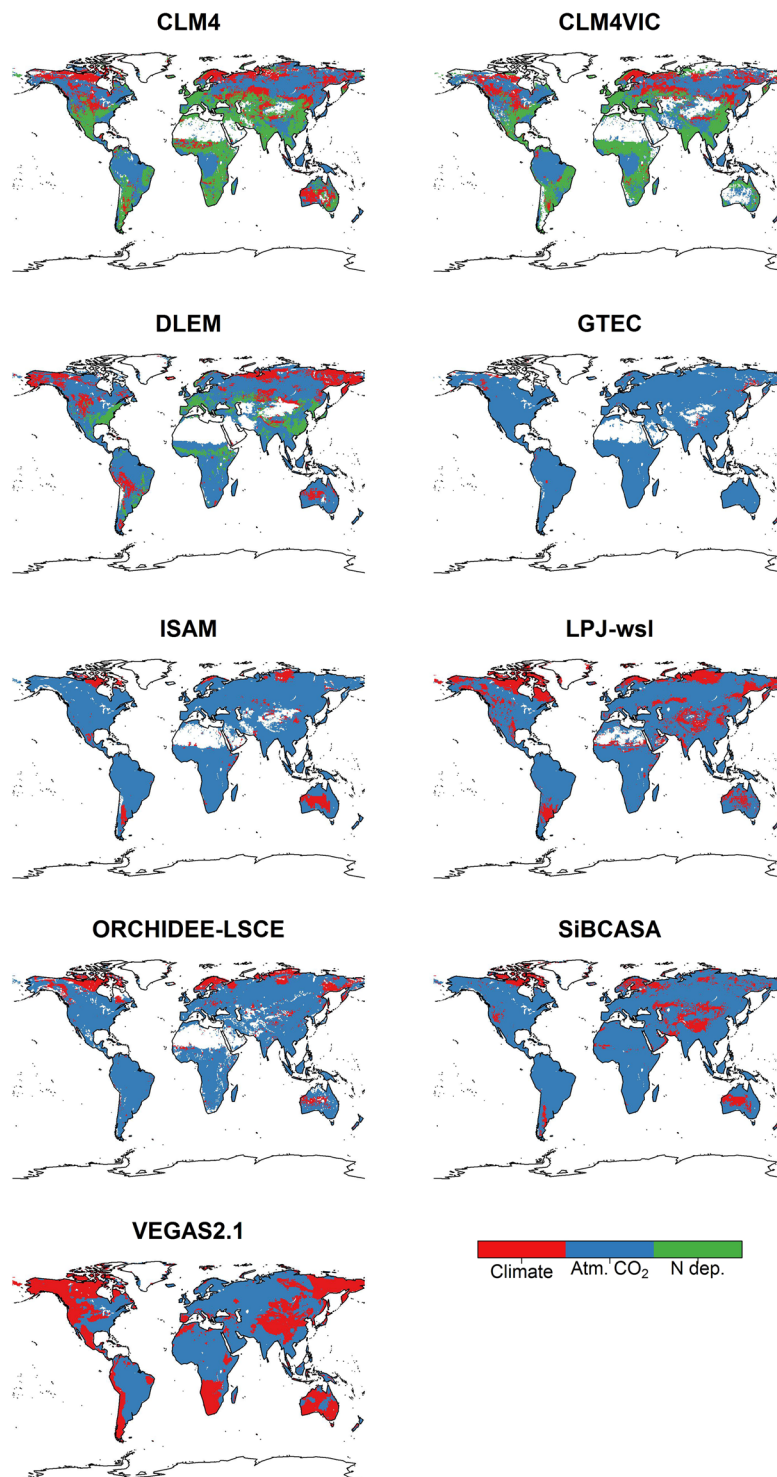 CLM4
CLM4VIC
DLEM
GTEC
ISAM
LPJ-wsl
ORCHIDEE-LSCE
SiBCASA
VEGAS2.1
Climate
Atm. CO₂
N dep.